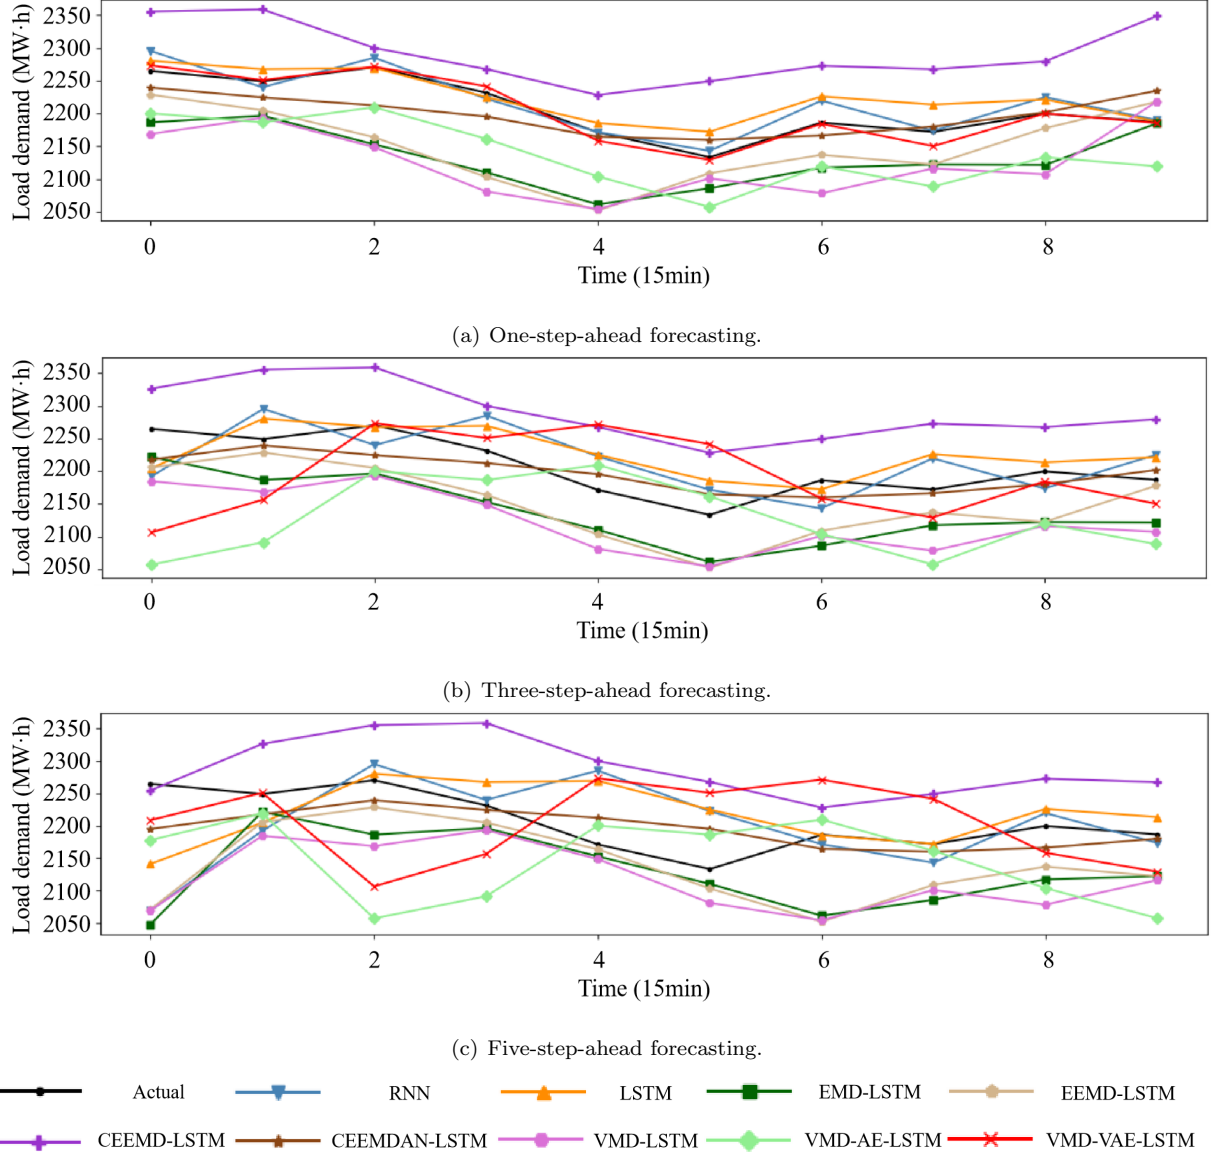 Load demand (MW·h)
2350
2300
2250
2200
2150
2100
2050
0 2 4 6 8
Time (15min)
(a) One-step-ahead forecasting.
Load demand (MW·h)
2350
2300
2250
2200
2150
2100
2050
0 2 4 6 8
Time (15min)
(b) Three-step-ahead forecasting.
Load demand (MW·h)
2350
2300
2250
2200
2150
2100
2050
0 2 4 6 8
Time (15min)
(c) Five-step-ahead forecasting.
Actual RNN LSTM EMD-LSTM EEMD-LSTM
CEEMD-LSTM CEEMDAN-LSTM VMD-LSTM VMD-AE-LSTM VMD-VAE-LSTM